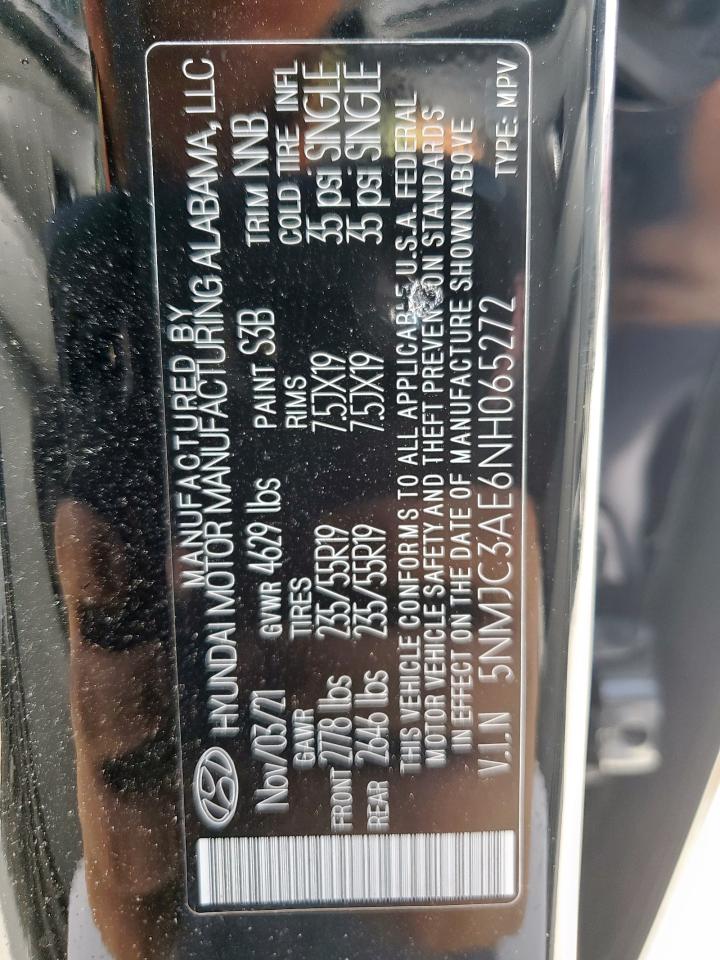 MANUFACTURED BY
HYUNDAI MOTOR MANUFACTURING ALABAMA, LLC
Nov/03/21 GVWR 4629 lbs PAINT S3B TRIM NNB
GAWR TIRES RIMS COLD TIRE INFL
FRONT 2778 lbs 235/55R19 7.5JX19 35 psi SINGLE
REAR 2646 lbs 235/55R19 7.5JX19 35 psi SINGLE
THIS VEHICLE CONFORMS TO ALL APPLICABLE U.S.A. FEDERAL
MOTOR VEHICLE SAFETY AND THEFT PREVENTION STANDARDS
IN EFFECT ON THE DATE OF MANUFACTURE SHOWN ABOVE
V.I.N 5NMJC3AE6NH065272 TYPE: MPV